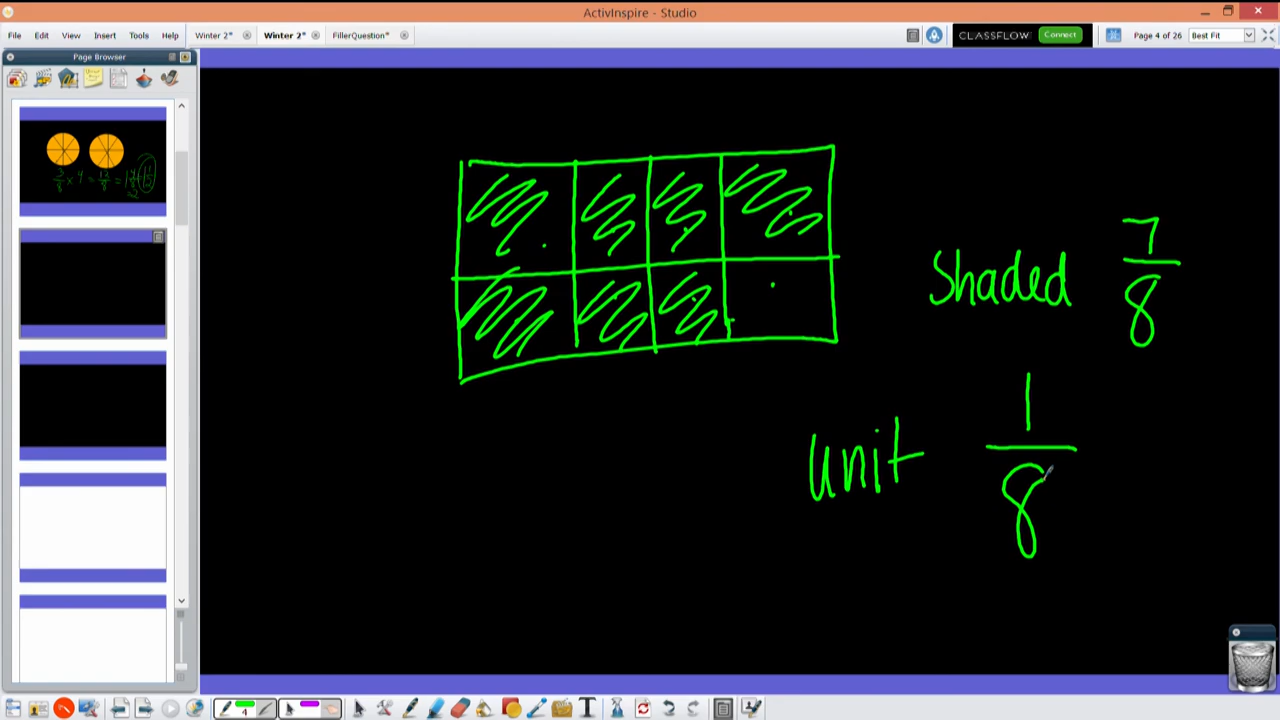 ActivInspire - Studio
File Edit View Insert Tools Help
Winter 2*
Winter 2*
FillerQuestion*
CLASSFLOW
Connect
Page 4 of 26
Best Fit
Page Browser
shaded 7/8
unit 1/8
4
T